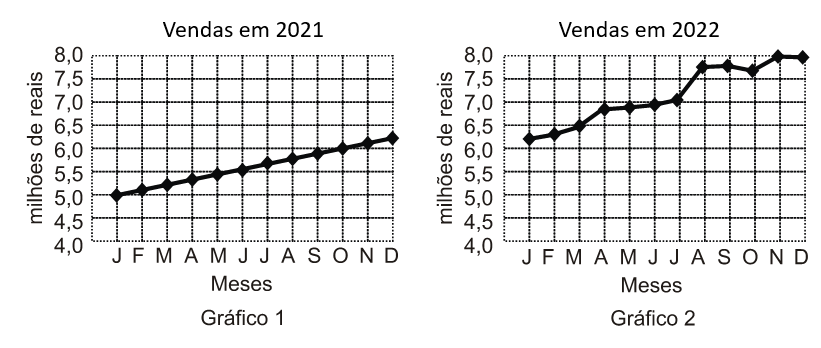 Vendas em 2021
milhões de reais
8,0
7,5
7,0
6,5
6,0
5,5
5,0
4,5
4,0
J F M A M J J A S O N D
Meses
Gráfico 1
Vendas em 2022
milhões de reais
8,0
7,5
7,0
6,5
6,0
5,5
5,0
4,5
4,0
J F M A M J J A S O N D
Meses
Gráfico 2